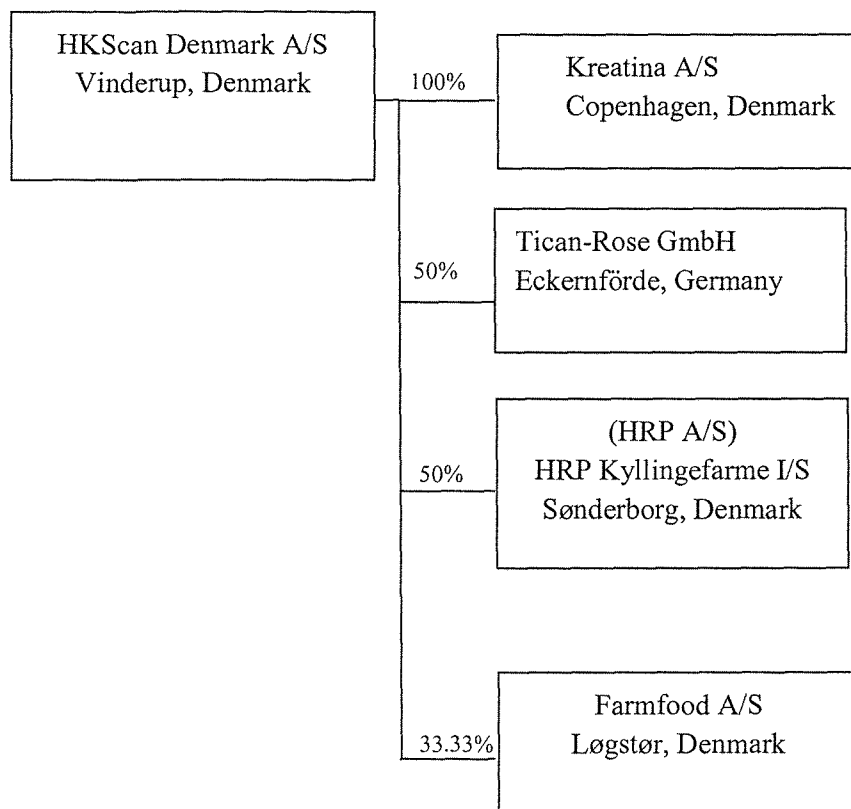 HKScan Denmark A/S
Vinderup, Denmark
100%
Kreatina A/S
Copenhagen, Denmark
50%
Tican-Rose GmbH
Eckernförde, Germany
50%
(HRP A/S)
HRP Kyllingefarme I/S
Sønderborg, Denmark
33.33%
Farmfood A/S
Løgstør, Denmark